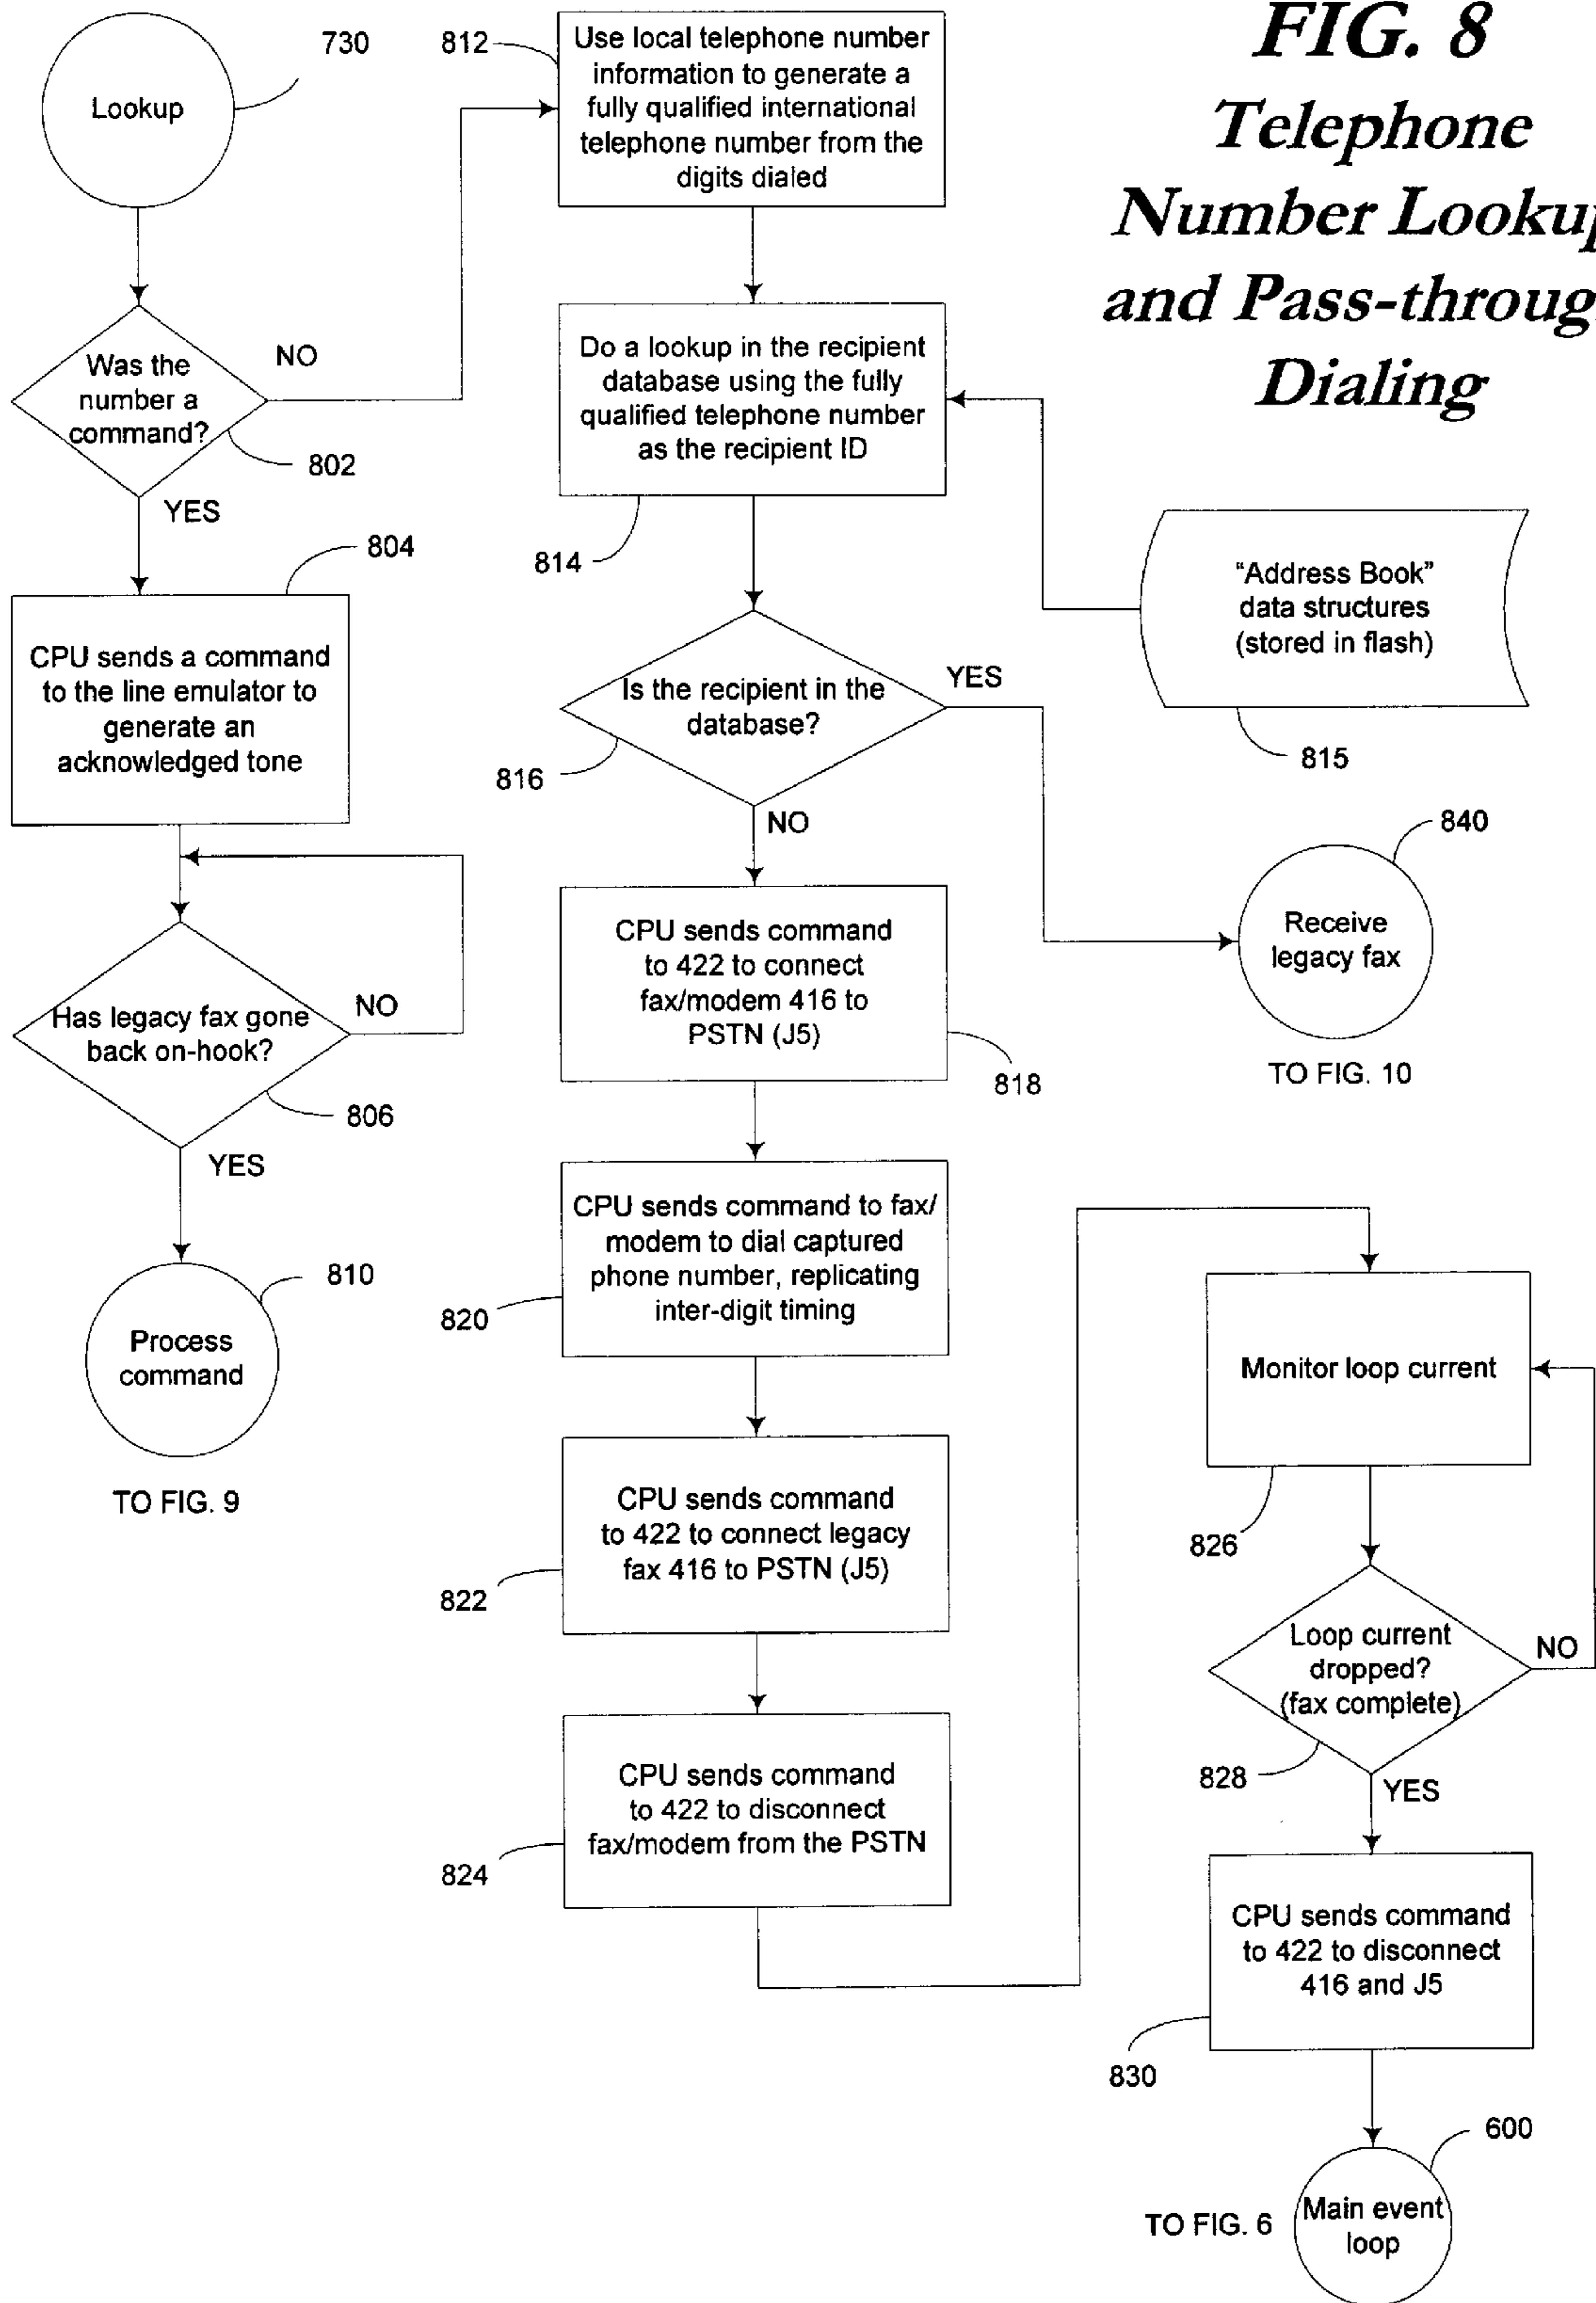 FIG. 8
Telephone
Number Lookup
and Pass-throug
Dialing
730
Lookup
Was the
number a
command?
802
NO
YES
804
CPU sends a command
to the line emulator to
generate an
acknowledged tone
Has legacy fax gone
back on-hook?
NO
806
YES
810
Process
command
TO FIG. 9
812
Use local telephone number
information to generate a
fully qualified international
telephone number from the
digits dialed
Do a lookup in the recipient
database using the fully
qualified telephone number
as the recipient ID
814
"Address Book"
data structures
(stored in flash)
815
Is the recipient in the
database?
YES
816
NO
840
Receive
legacy fax
TO FIG. 10
CPU sends command
to 422 to connect
fax/modem 416 to
PSTN (J5)
818
CPU sends command to fax/
modem to dial captured
phone number, replicating
inter-digit timing
820
CPU sends command
to 422 to connect legacy
fax 416 to PSTN (J5)
822
CPU sends command
to 422 to disconnect
fax/modem from the PSTN
824
Monitor loop current
826
Loop current
dropped?
(fax complete)
NO
828
YES
CPU sends command
to 422 to disconnect
416 and J5
830
600
TO FIG. 6
Main event
loop